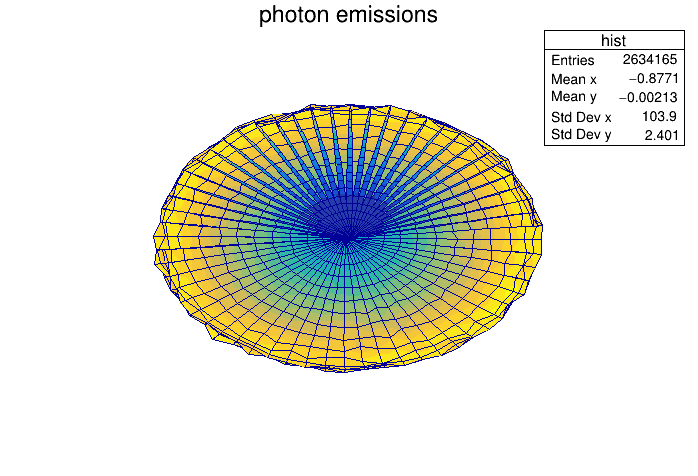 photon emissions
hist
Entries 2634165
Mean x −0.8771
Mean y −0.00213
Std Dev x 103.9
Std Dev y 2.401